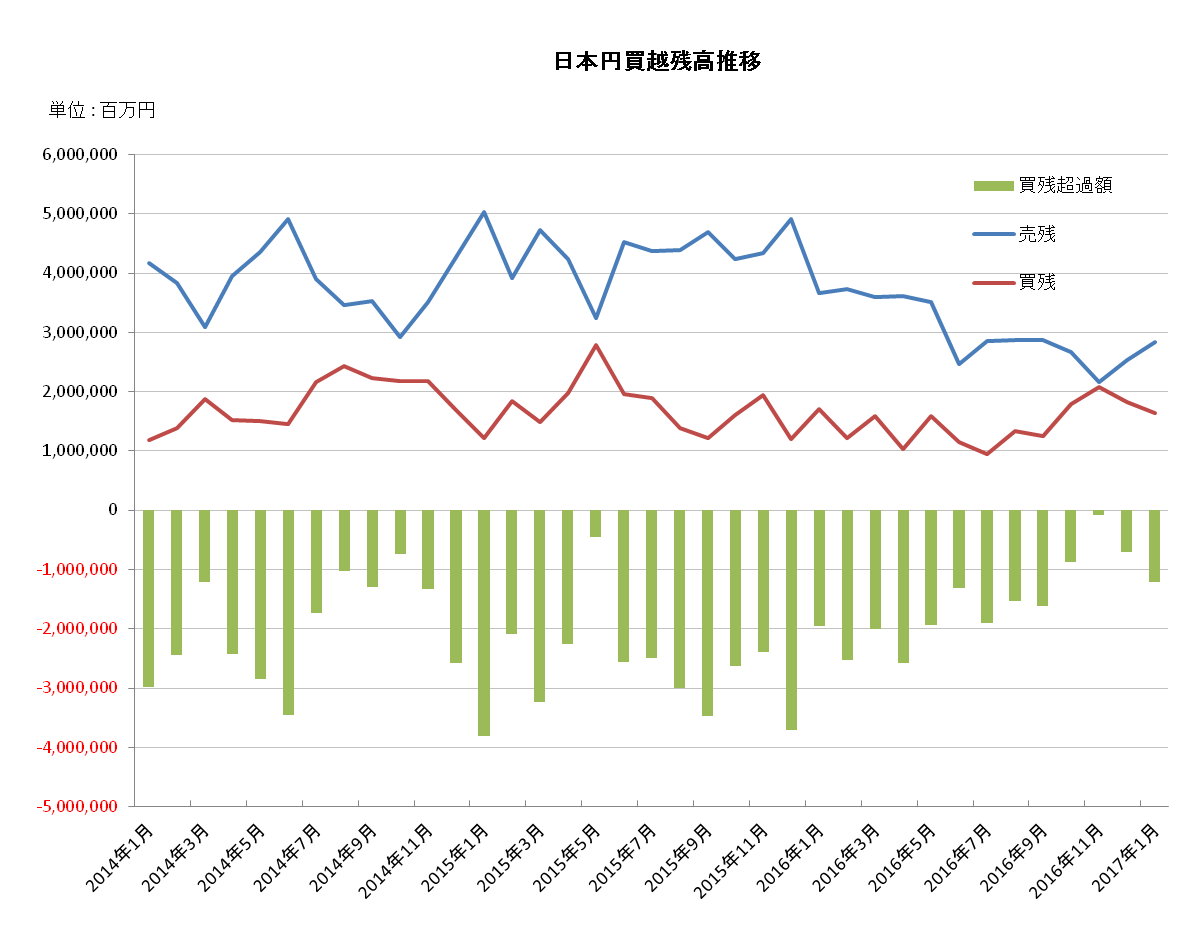 日本円買越残高推移
単位 : 百万円
6,000,000
5,000,000
4,000,000
3,000,000
2,000,000
1,000,000
0
-1,000,000
-2,000,000
-3,000,000
-4,000,000
-5,000,000
買残超過額
売残
買残
2014年1月
2014年3月
2014年5月
2014年7月
2014年9月
2014年11月
2015年1月
2015年3月
2015年5月
2015年7月
2015年9月
2015年11月
2016年1月
2016年3月
2016年5月
2016年7月
2016年9月
2016年11月
2017年1月